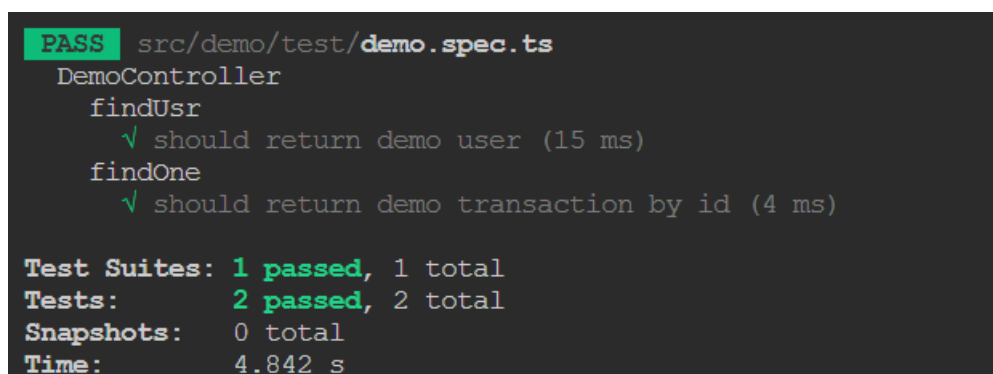 PASS src/demo/test/demo.spec.ts
DemoController
findUsr
√ should return demo user (15 ms)
findOne
√ should return demo transaction by id (4 ms)
Test Suites: 1 passed, 1 total
Tests: 2 passed, 2 total
Snapshots: 0 total
Time: 4.842 s